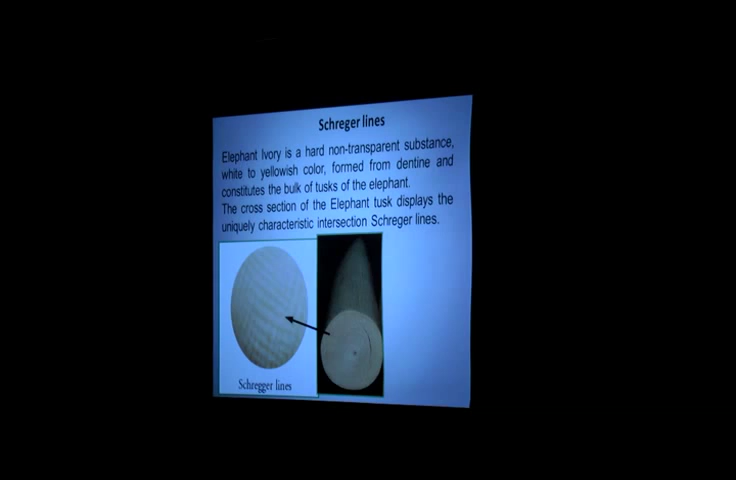 Schreger lines
Elephant Ivory is a hard non-transparent substance,
white to yellowish color, formed from dentine and
constitutes the bulk of tusks of the elephant.
The cross section of the Elephant tusk displays the
uniquely characteristic intersection Schreger lines.
Schregger lines